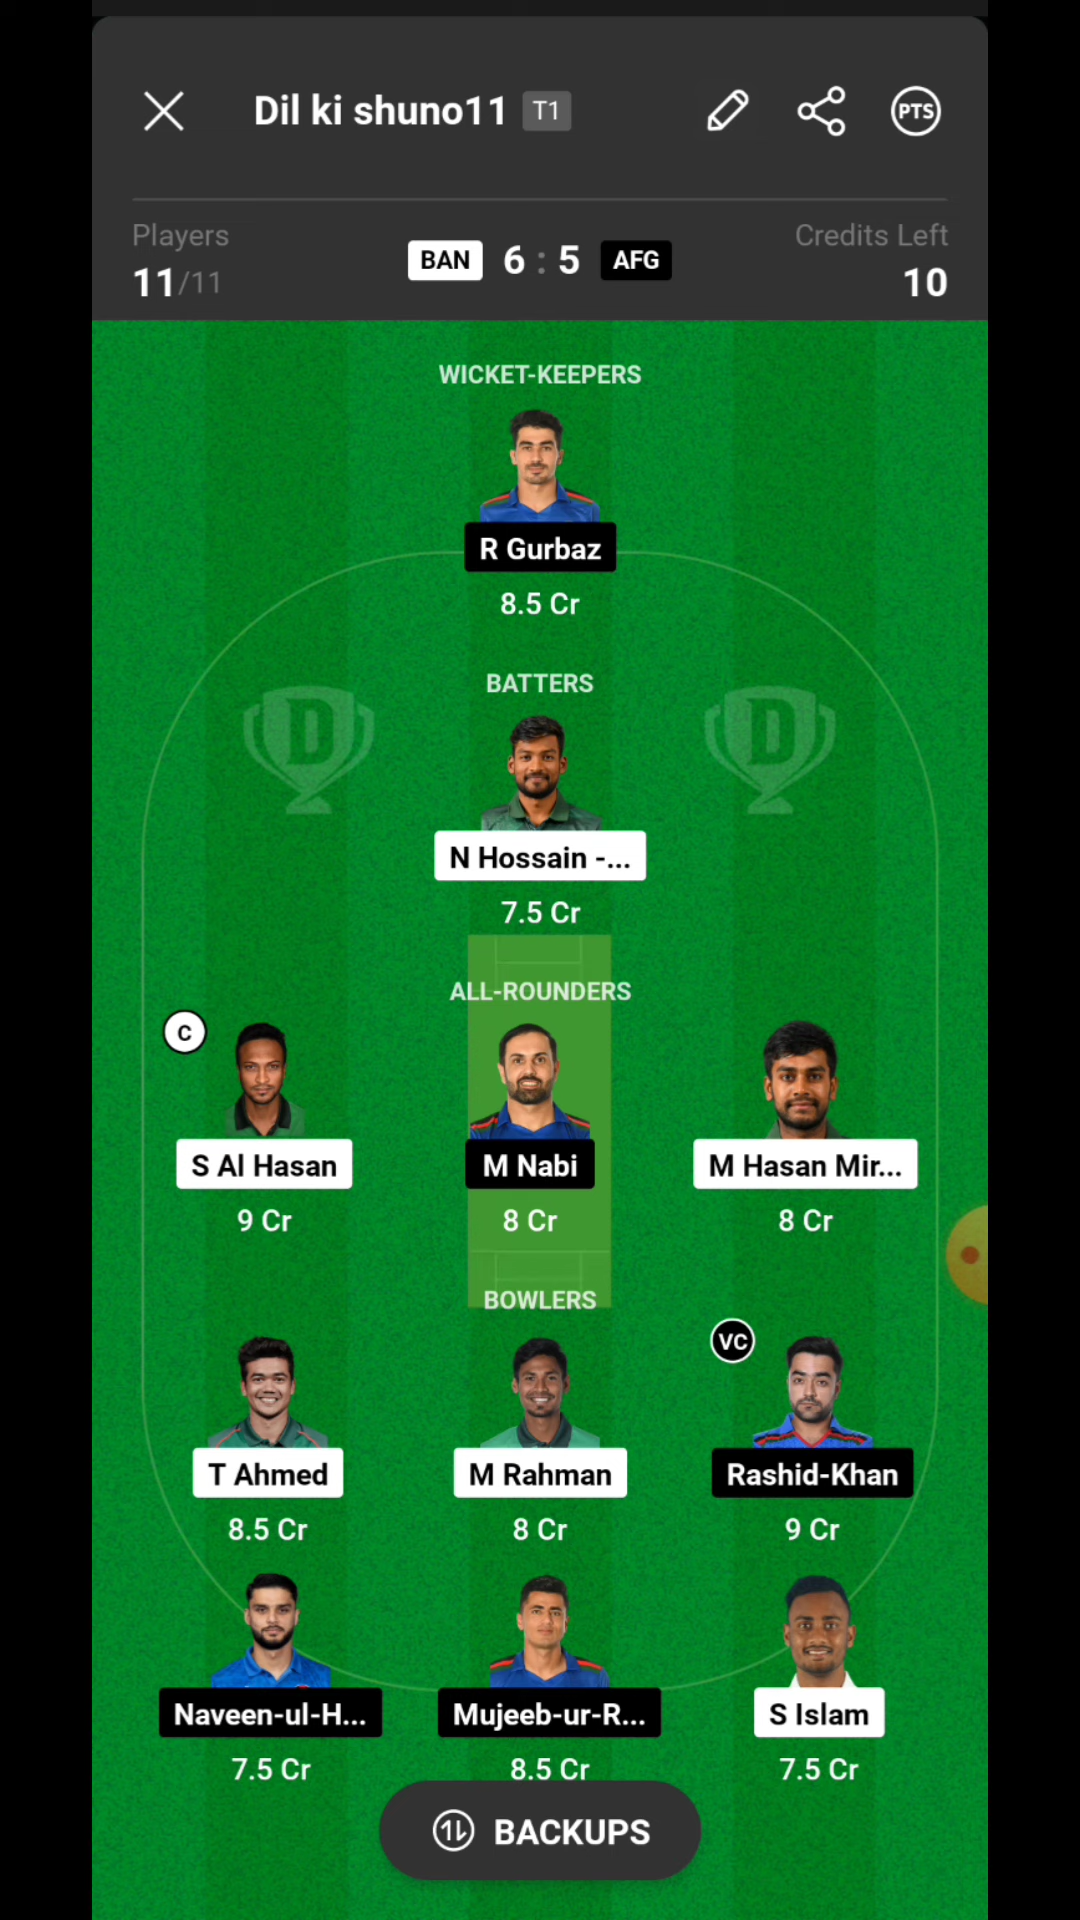 Dil ki shuno11 T1 PTS
Players
Credits Left
11/11
BAN 6 : 5 AFG
10
WICKET-KEEPERS
R Gurbaz
8.5 Cr
BATTERS
D D
N Hossain -...
7.5 Cr
ALL-ROUNDERS
C
S Al Hasan M Nabi M Hasan Mir...
9 Cr 8 Cr 8 Cr
BOWLERS
VC
T Ahmed M Rahman Rashid-Khan
8.5 Cr 8 Cr 9 Cr
Naveen-ul-H... Mujeeb-ur-R... S Islam
7.5 Cr 8.5 Cr 7.5 Cr
BACKUPS